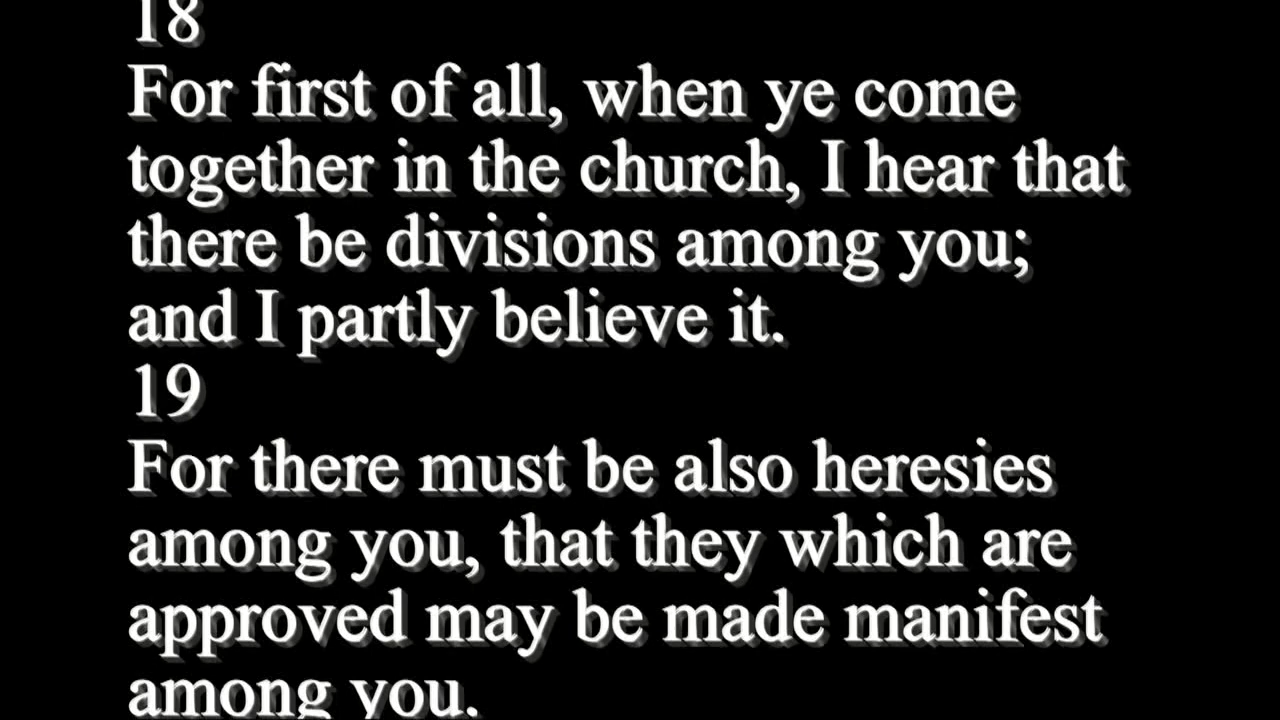 18
For first of all, when ye come
together in the church, I hear that
there be divisions among you;
and I partly believe it.
19
For there must be also heresies
among you, that they which are
approved may be made manifest
among you.